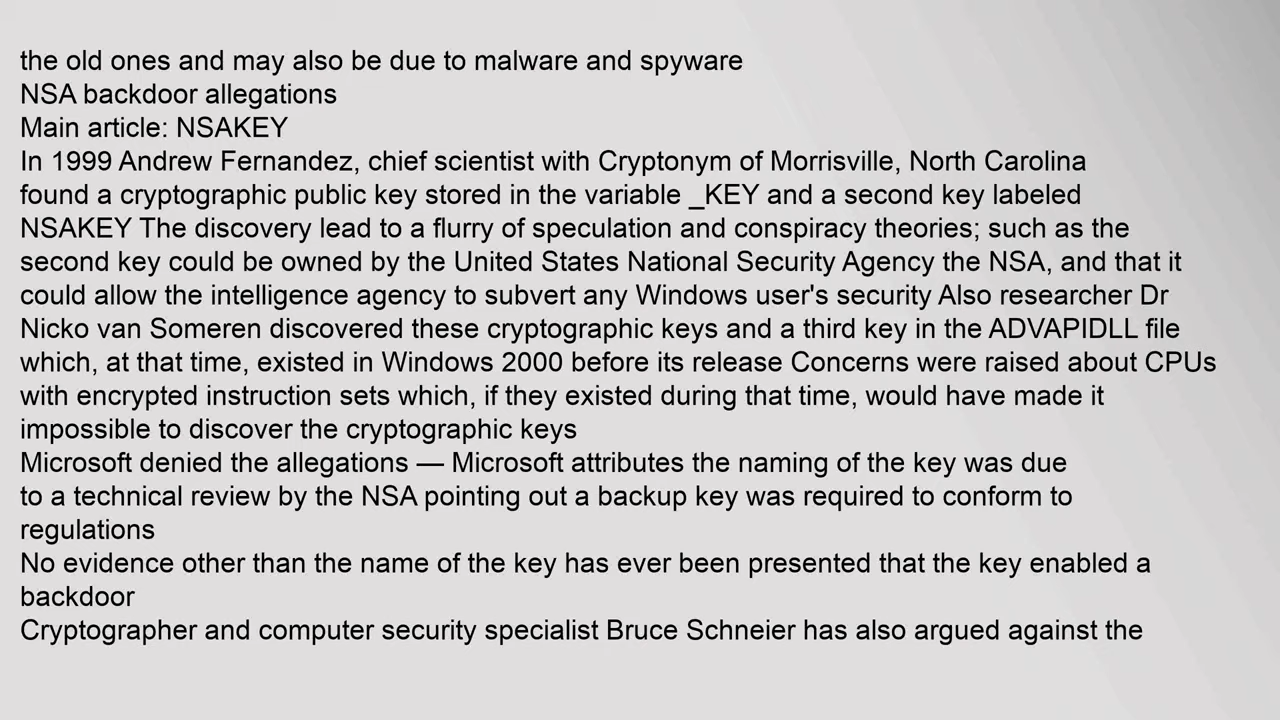 the old ones and may also be due to malware and spyware
NSA backdoor allegations
Main article: NSAKEY
In 1999 Andrew Fernandez, chief scientist with Cryptonym of Morrisville, North Carolina
found a cryptographic public key stored in the variable _KEY and a second key labeled
NSAKEY The discovery lead to a flurry of speculation and conspiracy theories; such as the
second key could be owned by the United States National Security Agency the NSA, and that it
could allow the intelligence agency to subvert any Windows user's security Also researcher Dr
Nicko van Someren discovered these cryptographic keys and a third key in the ADVAPIDLL file
which, at that time, existed in Windows 2000 before its release Concerns were raised about CPUs
with encrypted instruction sets which, if they existed during that time, would have made it
impossible to discover the cryptographic keys
Microsoft denied the allegations — Microsoft attributes the naming of the key was due
to a technical review by the NSA pointing out a backup key was required to conform to
regulations
No evidence other than the name of the key has ever been presented that the key enabled a
backdoor
Cryptographer and computer security specialist Bruce Schneier has also argued against the